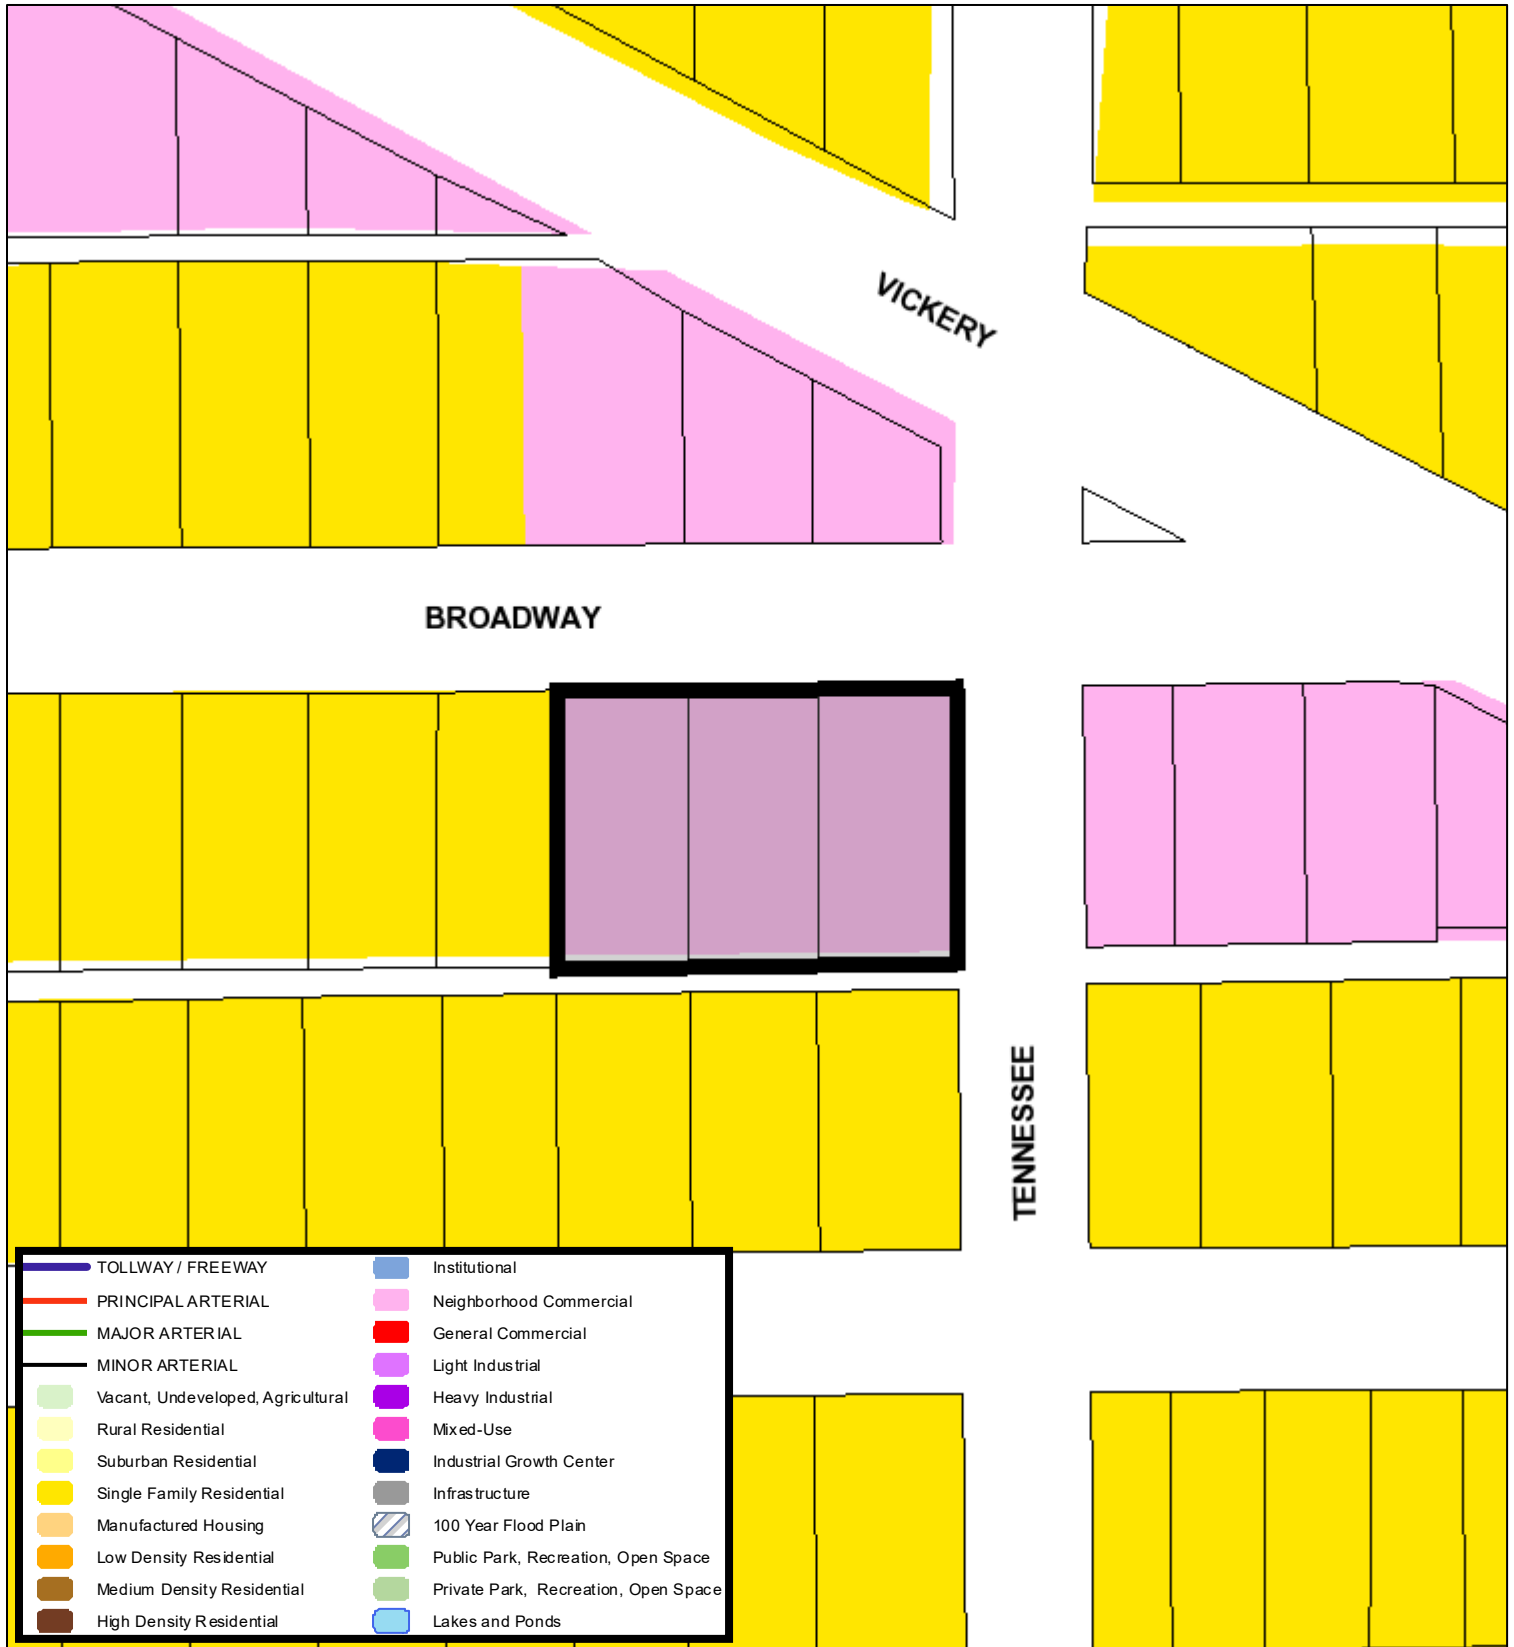 VICKERY
BROADWAY
TENNESSEE
TOLLWAY / FREEWAY
PRINCIPAL ARTERIAL
MAJOR ARTERIAL
MINOR ARTERIAL
Vacant, Undeveloped, Agricultural
Rural Residential
Suburban Residential
Single Family Residential
Manufactured Housing
Low Density Residential
Medium Density Residential
High Density Residential
Institutional
Neighborhood Commercial
General Commercial
Light Industrial
Heavy Industrial
Mixed-Use
Industrial Growth Center
Infrastructure
100 Year Flood Plain
Public Park, Recreation, Open Space
Private Park, Recreation, Open Space
Lakes and Ponds